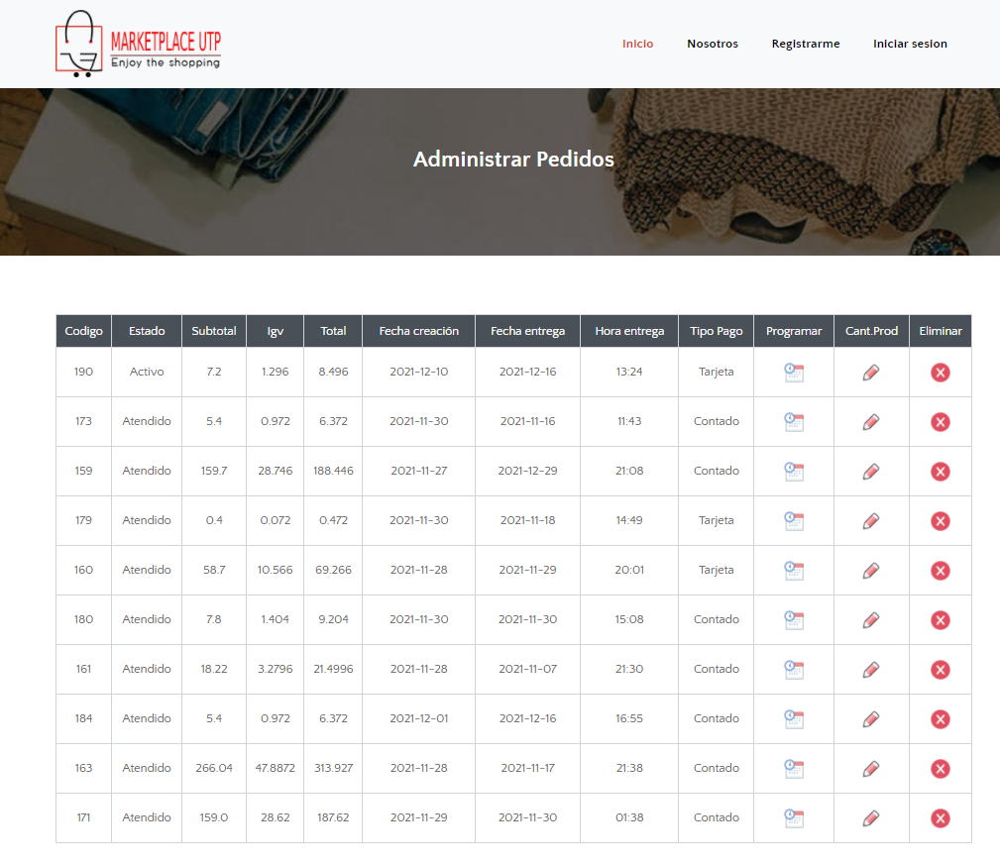 MARKETPLACE UTP
Enjoy the shopping
Inicio Nosotros Registrarme Iniciar sesion
Administrar Pedidos
Codigo Estado Subtotal Igv Total Fecha creación Fecha entrega Hora entrega Tipo Pago Programar Cant.Prod Eliminar
190 Activo 7.2 1.296 8.496 2021-12-10 2021-12-16 13:24 Tarjeta
173 Atendido 5.4 0.972 6.372 2021-11-30 2021-11-16 11:43 Contado
159 Atendido 159.7 28.746 188.446 2021-11-27 2021-12-29 21:08 Contado
179 Atendido 0.4 0.072 0.472 2021-11-30 2021-11-18 14:49 Tarjeta
160 Atendido 58.7 10.566 69.266 2021-11-28 2021-11-29 20:01 Tarjeta
180 Atendido 7.8 1.404 9.204 2021-11-30 2021-11-30 15:08 Contado
161 Atendido 18.22 3.2796 21.4996 2021-11-28 2021-11-07 21:30 Contado
184 Atendido 5.4 0.972 6.372 2021-12-01 2021-12-16 16:55 Contado
163 Atendido 266.04 47.8872 313.927 2021-11-28 2021-11-17 21:38 Contado
171 Atendido 159.0 28.62 187.62 2021-11-29 2021-11-30 01:38 Contado